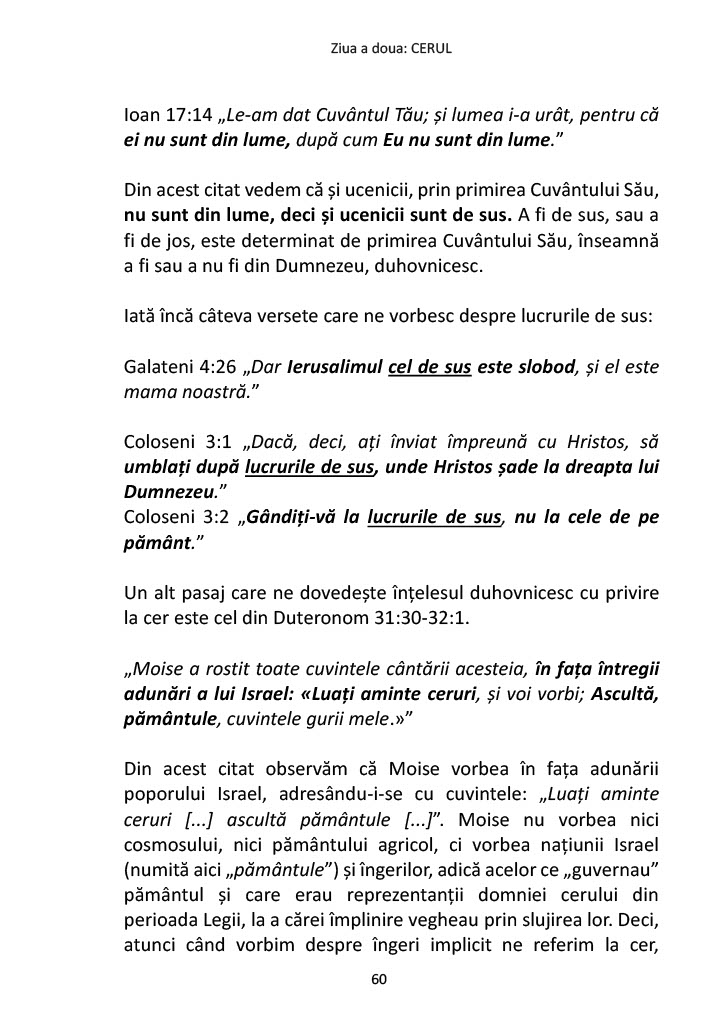 Ziua a doua: CERUL
Ioan 17:14 „Le-am dat Cuvântul Tău; și lumea i-a urât, pentru că
ei nu sunt din lume, după cum Eu nu sunt din lume.”
Din acest citat vedem că și ucenicii, prin primirea Cuvântului Său,
nu sunt din lume, deci și ucenicii sunt de sus. A fi de sus, sau a
fi de jos, este determinat de primirea Cuvântului Său, înseamnă
a fi sau a nu fi din Dumnezeu, duhovnicesc.
Iată încă câteva versete care ne vorbesc despre lucrurile de sus:
Galateni 4:26 „Dar Ierusalimul cel de sus este slobod, și el este
mama noastră.”
Coloseni 3:1 „Dacă, deci, ați înviat împreună cu Hristos, să
umblați după lucrurile de sus, unde Hristos șade la dreapta lui
Dumnezeu.”
Coloseni 3:2 „Gândiți-vă la lucrurile de sus, nu la cele de pe
pământ.”
Un alt pasaj care ne dovedește înțelesul duhovnicesc cu privire
la cer este cel din Deuteronom 31:30-32:1.
„Moise a rostit toate cuvintele cântării acesteia, în fața întregii
adunări a lui Israel: «Luați aminte ceruri, și voi vorbi; Ascultă,
pământule, cuvintele gurii mele.»”
Din acest citat observăm că Moise vorbea în fața adunării
poporului Israel, adresându-i-se cu cuvintele: „Luați aminte
ceruri [...] ascultă pământule [...]”. Moise nu vorbea nici
cosmosului, nici pământului agricol, ci vorbea națiunii Israel
(numită aici „pământule”) și îngerilor, adică acelor ce „guvernau”
pământul și care erau reprezentanții domniei cerului din
perioada Legii, la a cărei împlinire vegheau prin slujirea lor. Deci,
atunci când vorbim despre îngeri implicit ne referim la cer,
60